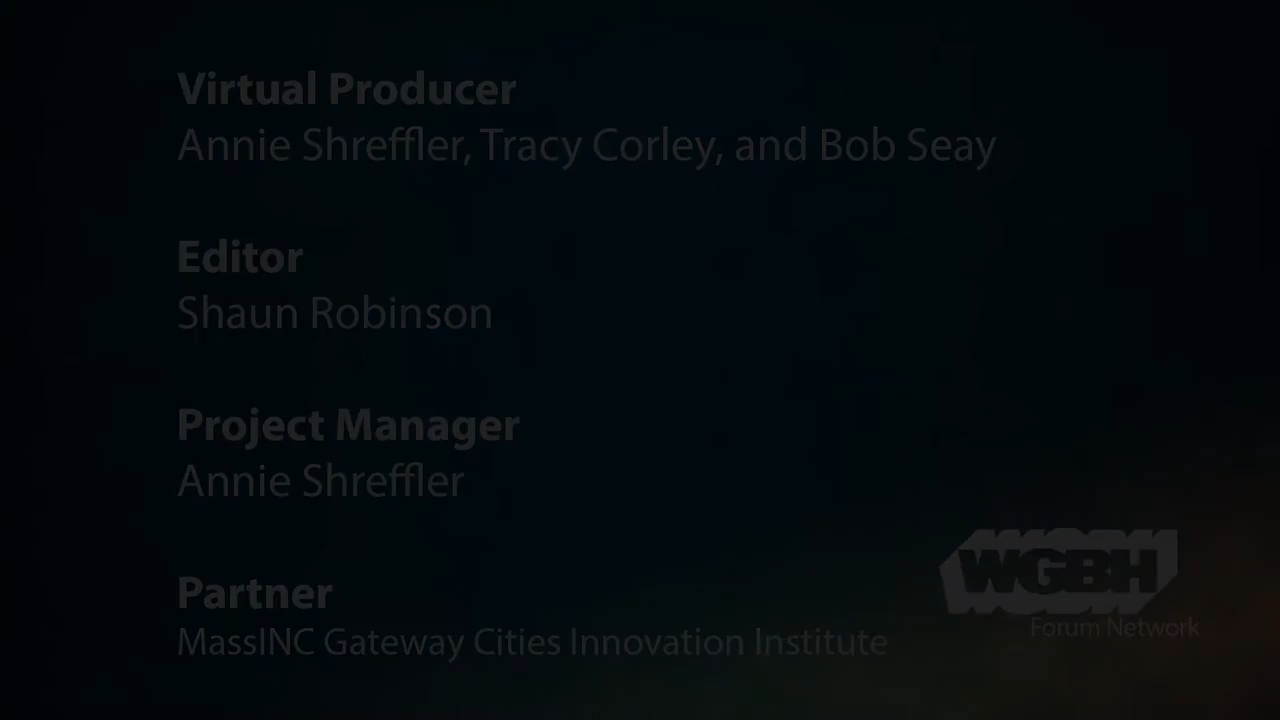 Virtual Producer
Annie Shreffler, Tracy Corley, and Bob Seay
Editor
Shaun Robinson
Project Manager
Annie Shreffler
Partner
MassINC Gateway Cities Innovation Institute
WGBH
Forum Network